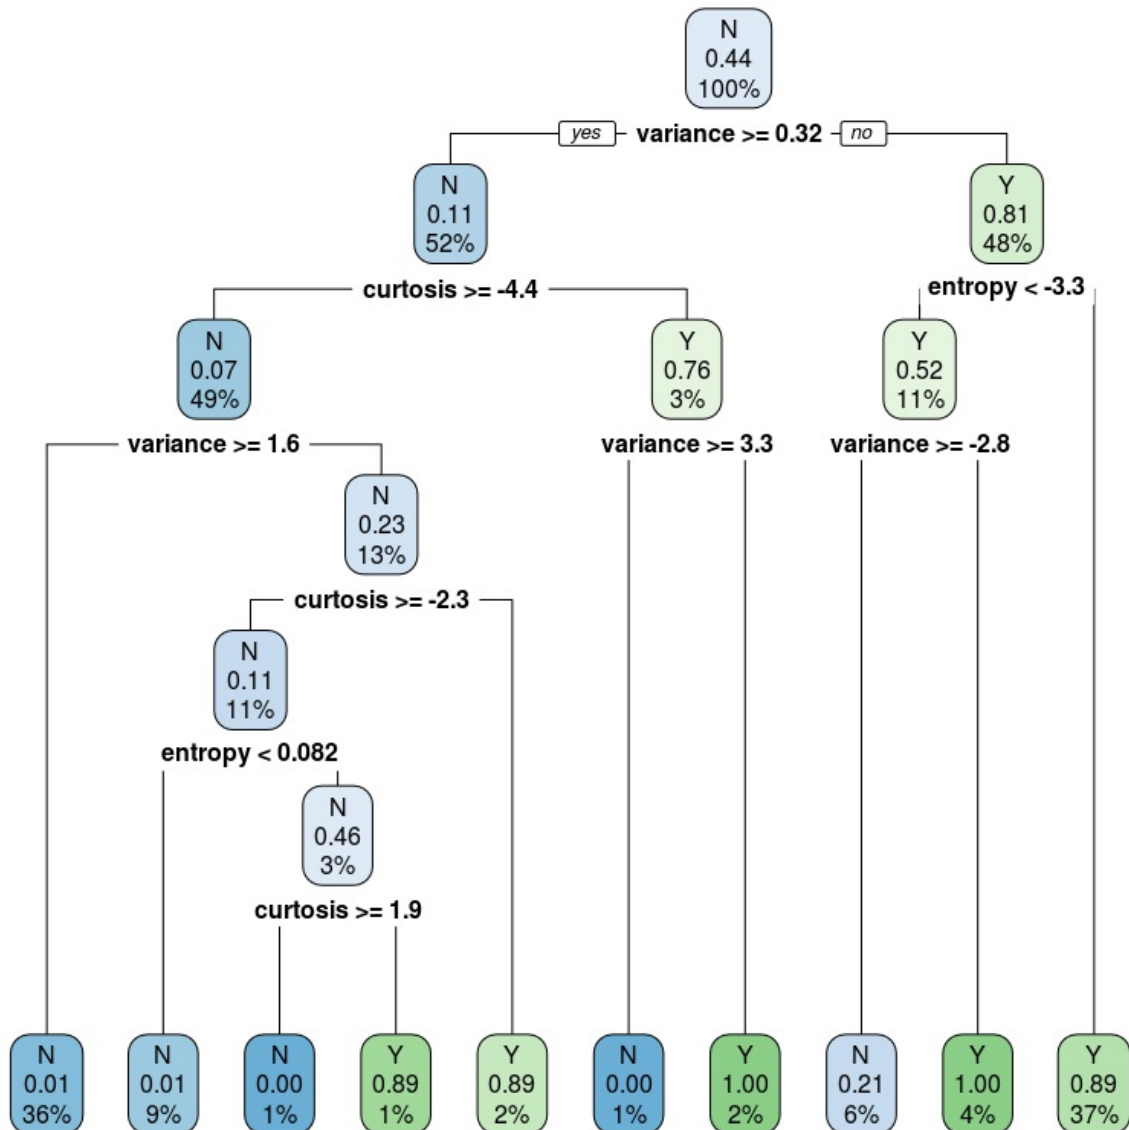 N
0.44
100%
yes variance >= 0.32 no
N
0.11
52%
Y
0.81
48%
curtosis >= -4.4
entropy < -3.3
N
0.07
49%
Y
0.76
3%
Y
0.52
11%
variance >= 1.6
variance >= 3.3
variance >= -2.8
N
0.23
13%
curtosis >= -2.3
N
0.11
11%
entropy < 0.082
N
0.46
3%
curtosis >= 1.9
N
0.01
36%
N
0.01
9%
N
0.00
1%
Y
0.89
1%
Y
0.89
2%
N
0.00
1%
Y
1.00
2%
N
0.21
6%
Y
1.00
4%
Y
0.89
37%